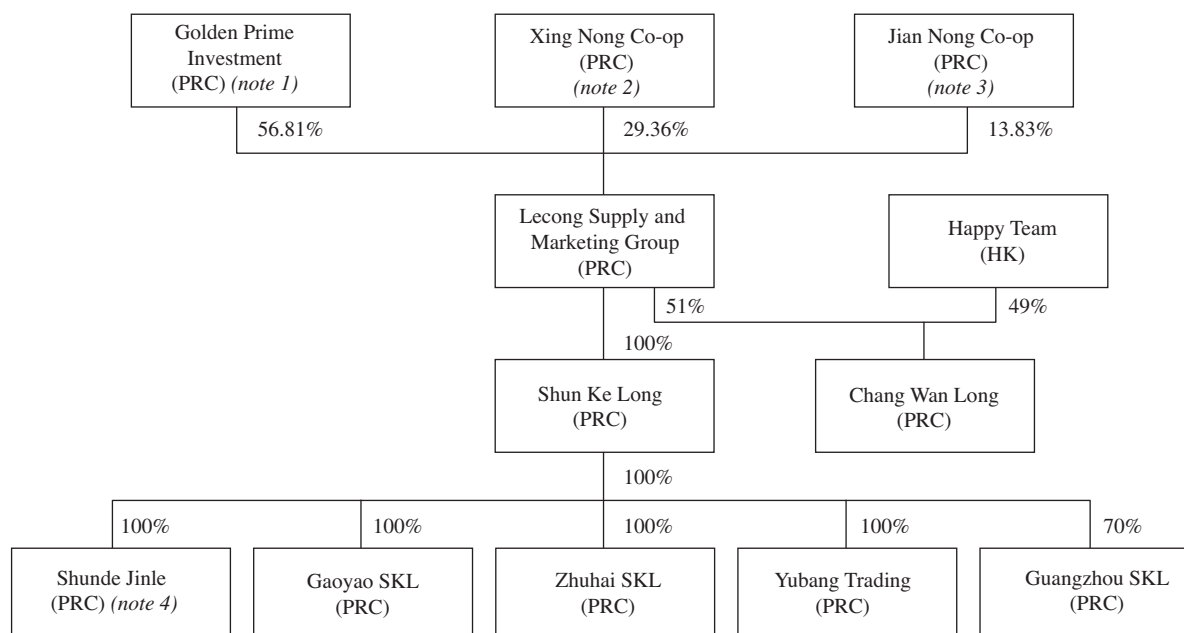 Golden Prime
Investment
(PRC) (note 1)
Xing Nong Co-op
(PRC)
(note 2)
Jian Nong Co-op
(PRC)
(note 3)
56.81%
29.36%
13.83%
Lecong Supply and
Marketing Group
(PRC)
Happy Team
(HK)
51%
49%
100%
Shun Ke Long
(PRC)
Chang Wan Long
(PRC)
100%
100%
100%
100%
100%
70%
Shunde Jinle
(PRC) (note 4)
Gaoyao SKL
(PRC)
Zhuhai SKL
(PRC)
Yubang Trading
(PRC)
Guangzhou SKL
(PRC)